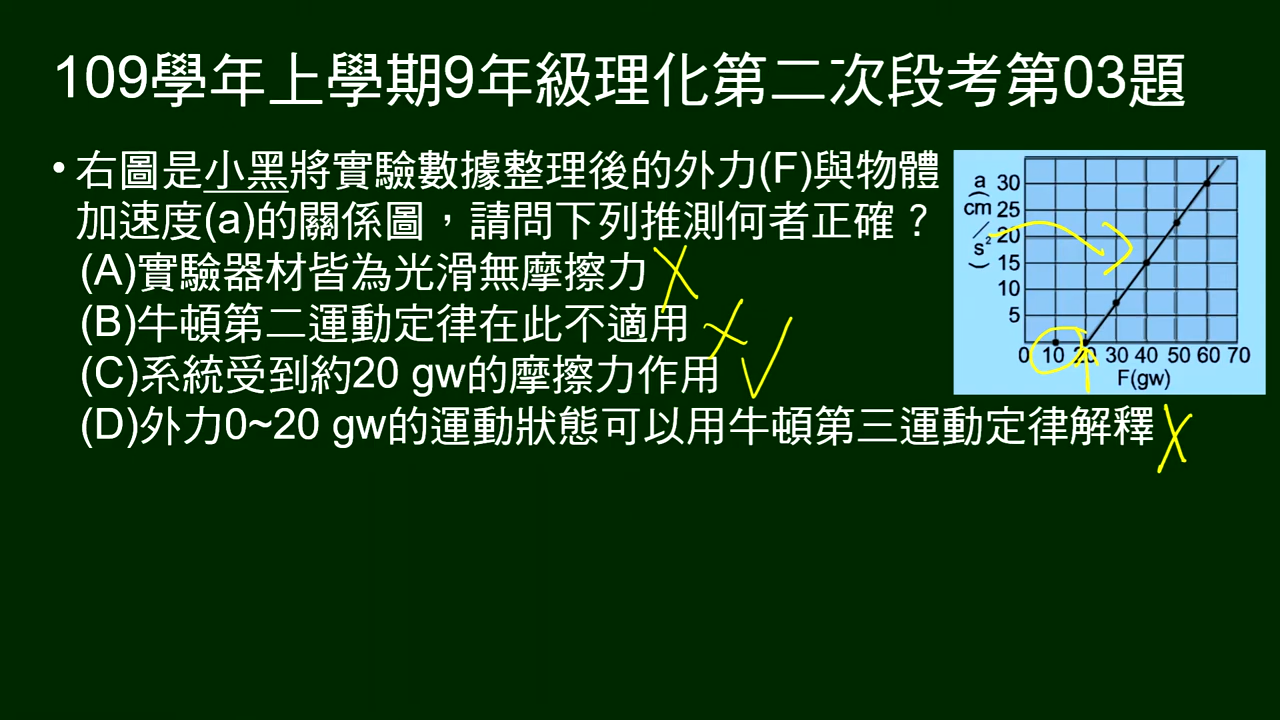 109學年上學期9年級理化第二次段考第03題
• 右圖是小黑將實驗數據整理後的外力(F)與物體
加速度(a)的關係圖，請問下列推測何者正確？
(A)實驗器材皆為光滑無摩擦力
(B)牛頓第二運動定律在此不適用
(C)系統受到約20 gw的摩擦力作用
(D)外力0~20 gw的運動狀態可以用牛頓第三運動定律解釋
a
(cm/s²)
30
25
20
15
10
5
0 10 20 30 40 50 60 70
F(gw)